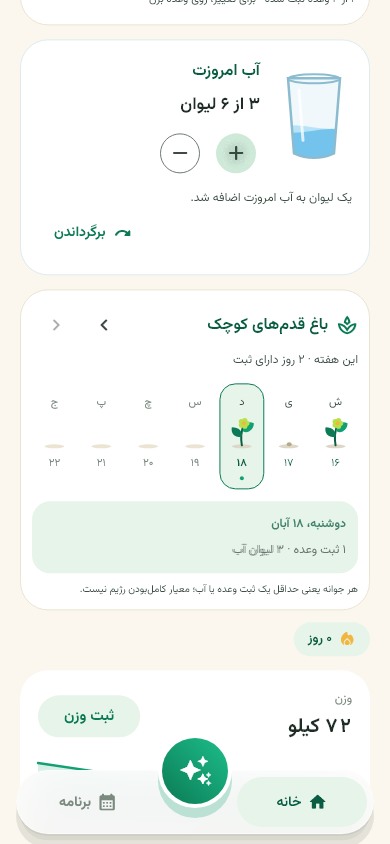 آب امروزت
۳ از ۶ لیوان
یک لیوان به آب امروزت اضافه شد.
برگرداندن
باغ قدم‌های کوچک
این هفته · ۲ روز دارای ثبت
ش ی د س چ پ ج
۱۶ ۱۷ ۱۸ ۱۹ ۲۰ ۲۱ ۲۲
دوشنبه، ۱۸ آبان
۱ ثبت وعده · لیوان آب
هر جوانه یعنی حداقل یک ثبت وعده یا آب؛ معیار کامل‌بودن رژیم نیست.
۰ روز
وزن
۷۲ کیلو
ثبت وزن
خانه
برنامه